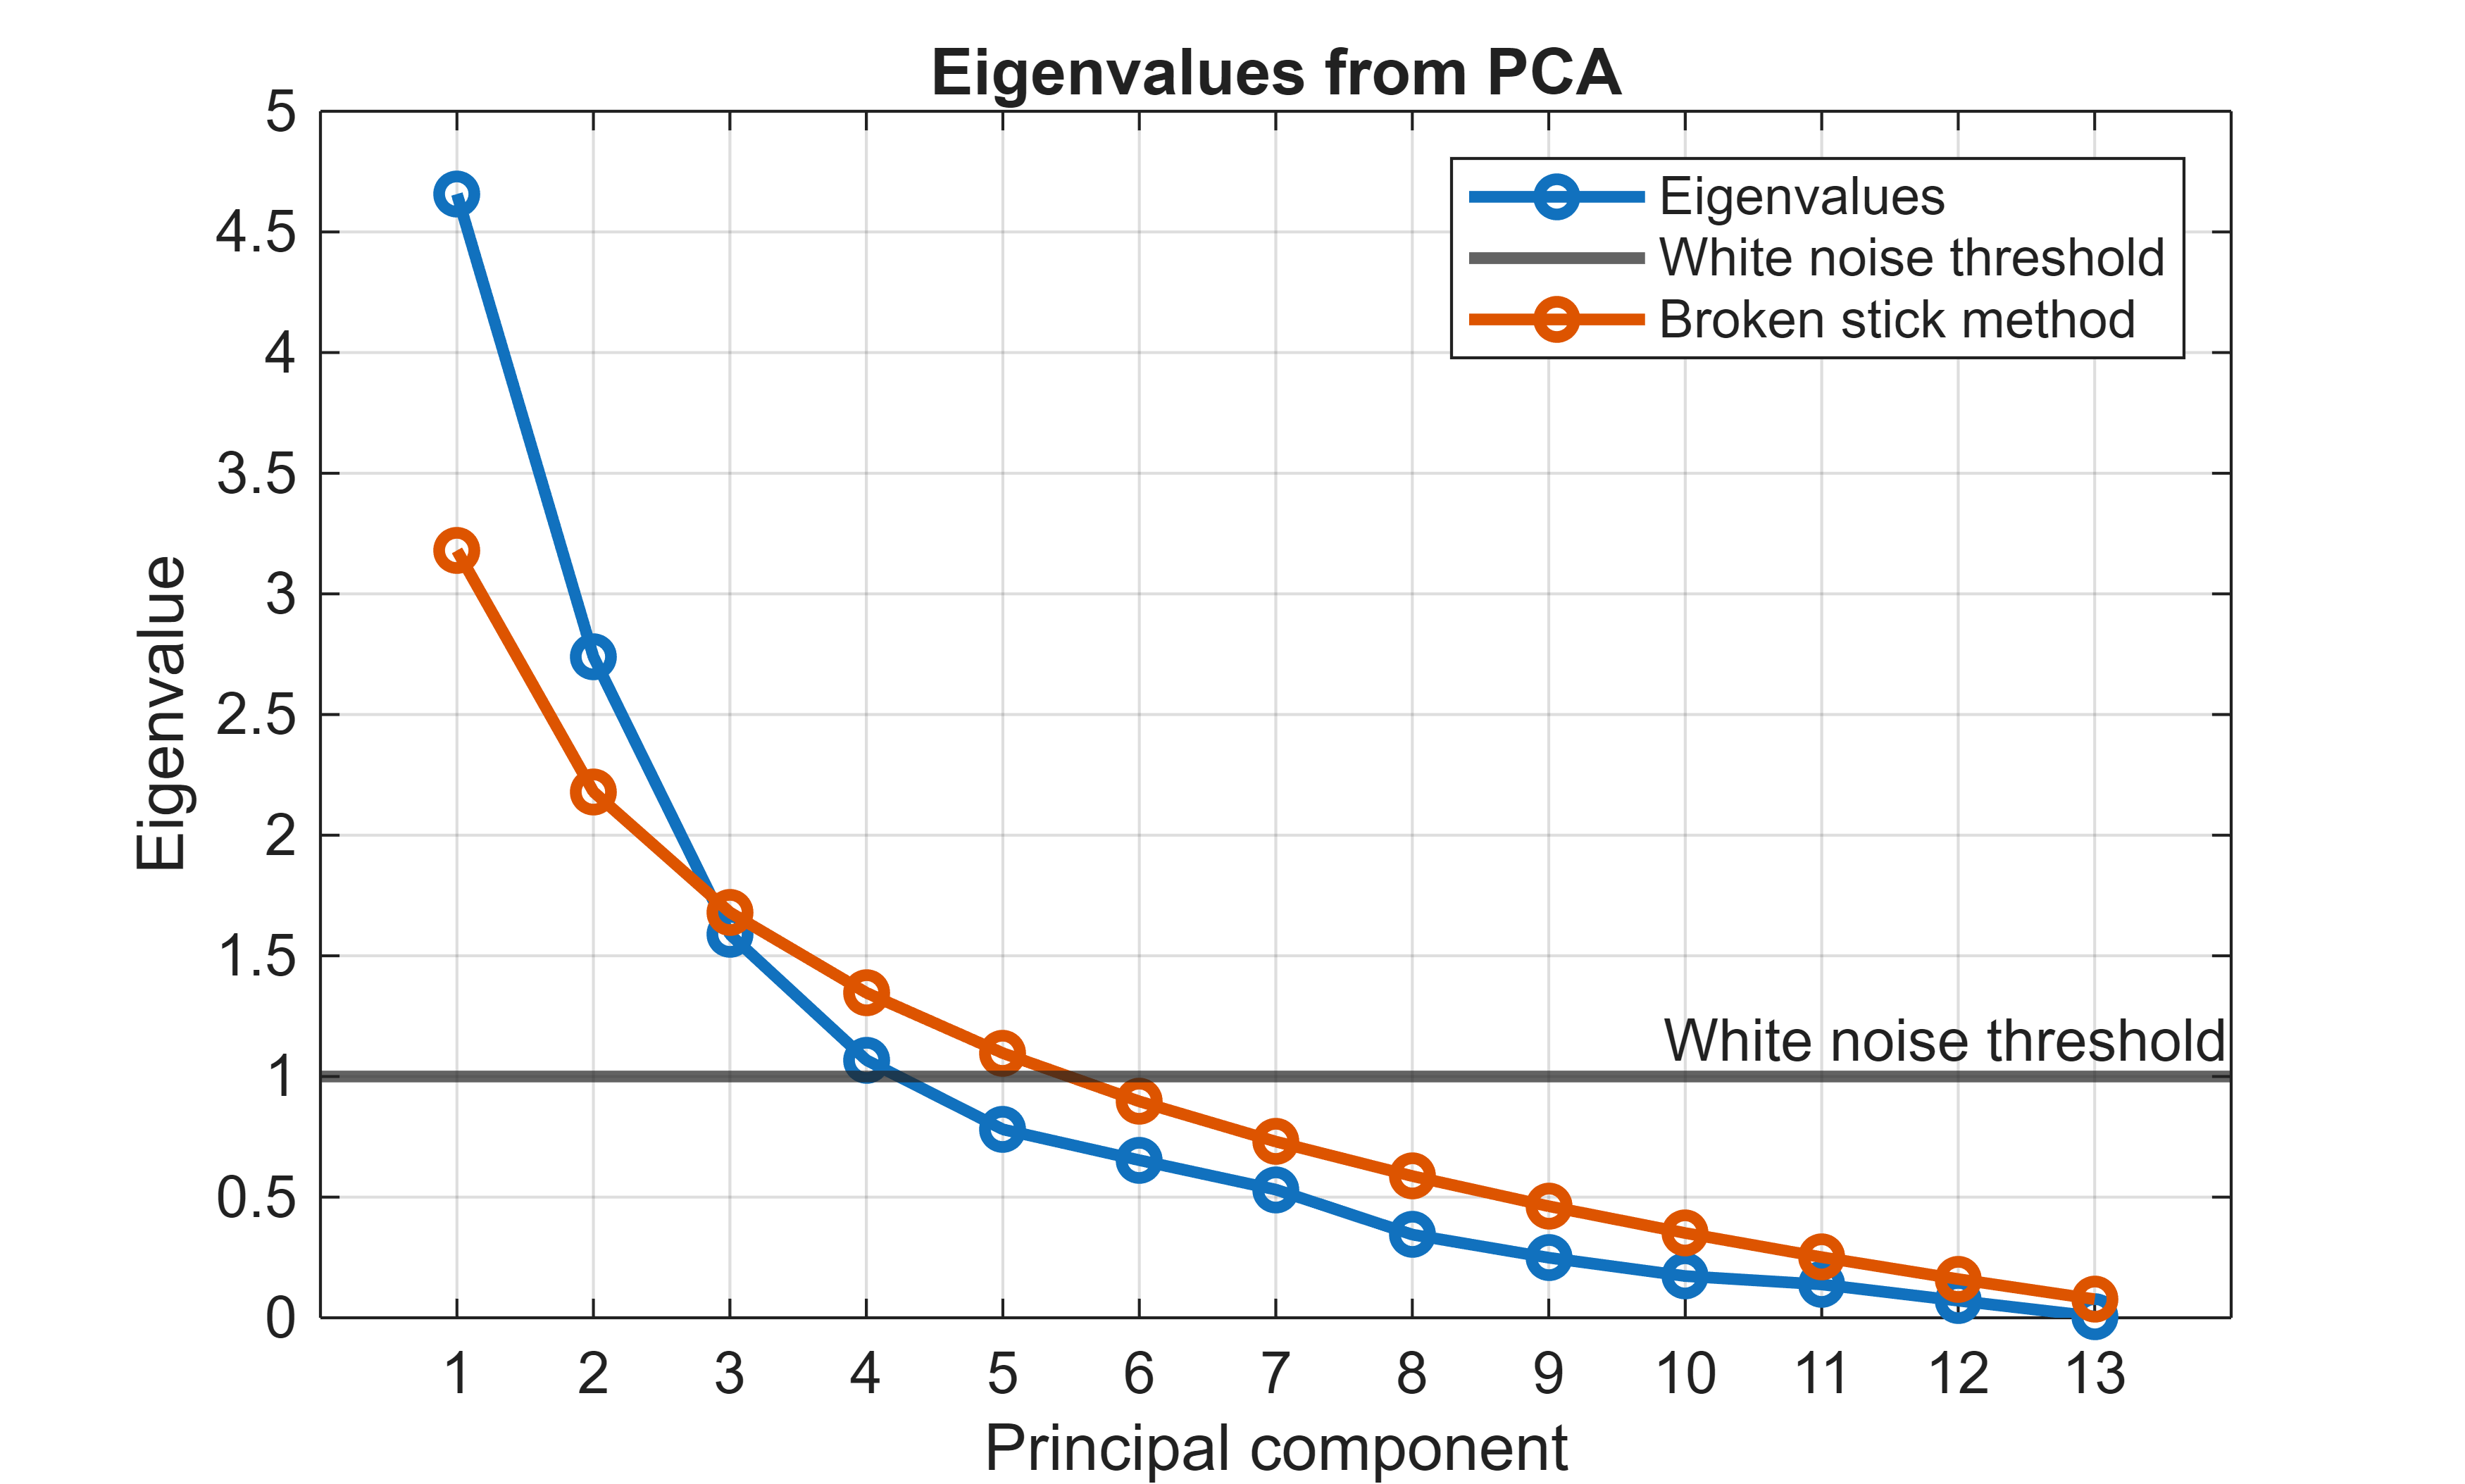 Eigenvalues from PCA
5
4.5
4
3.5
3
2.5
2
1.5
1
0.5
0
Eigenvalue
Eigenvalues
White noise threshold
Broken stick method
White noise threshold
1 2 3 4 5 6 7 8 9 10 11 12 13
Principal component